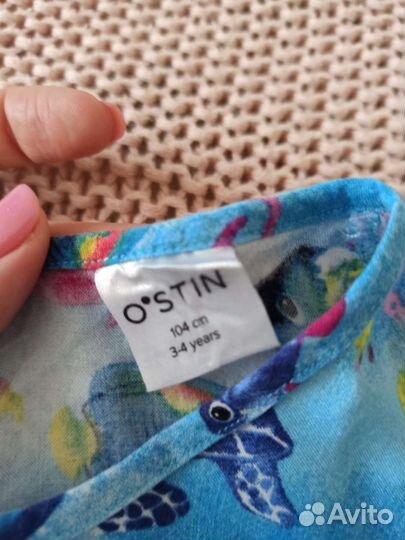 O'STIN
104 cm
3-4 years
Avito